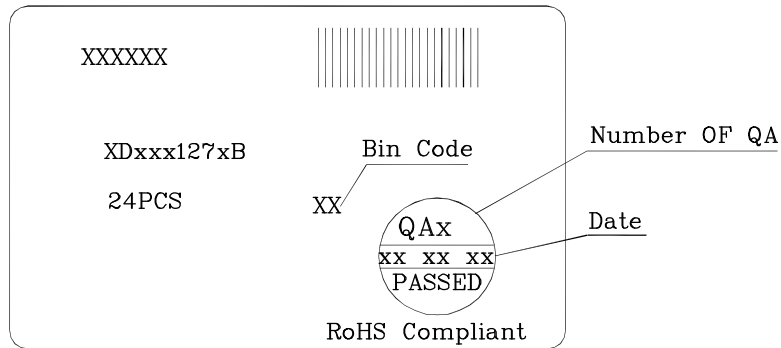 XXXXXX
XDxxx127xB
Bin Code
Number OF QA
24PCS
XX
QAx
Date
xx xx xx
PASSED
RoHS Compliant